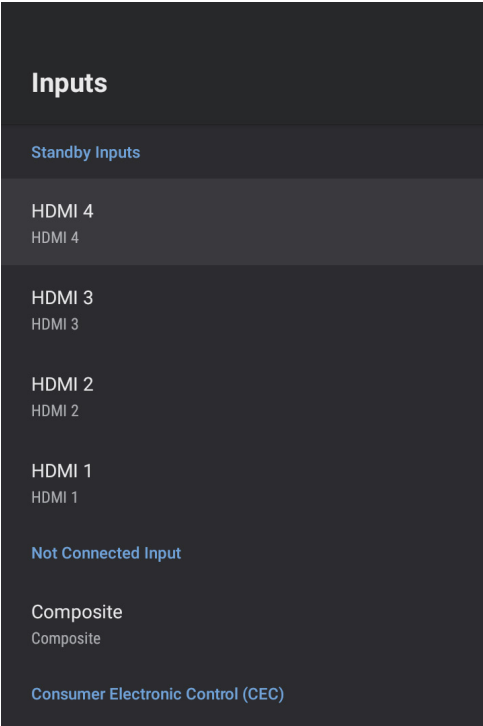 Inputs
Standby Inputs
HDMI 4
HDMI 4
HDMI 3
HDMI 3
HDMI 2
HDMI 2
HDMI 1
HDMI 1
Not Connected Input
Composite
Composite
Consumer Electronic Control (CEC)